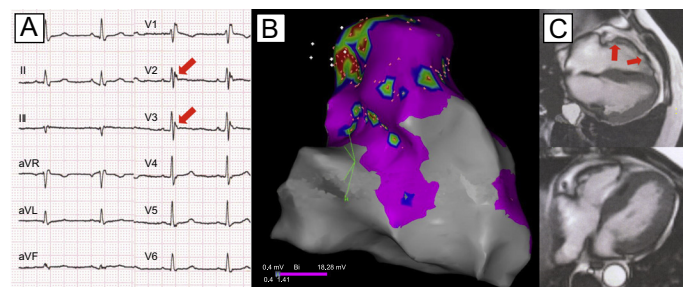 A
V1
II
V2
III
V3
aVR
V4
aVL
V5
aVF
V6
B
0.4 mV Bi 18.28 mV
0.4 1.41
C